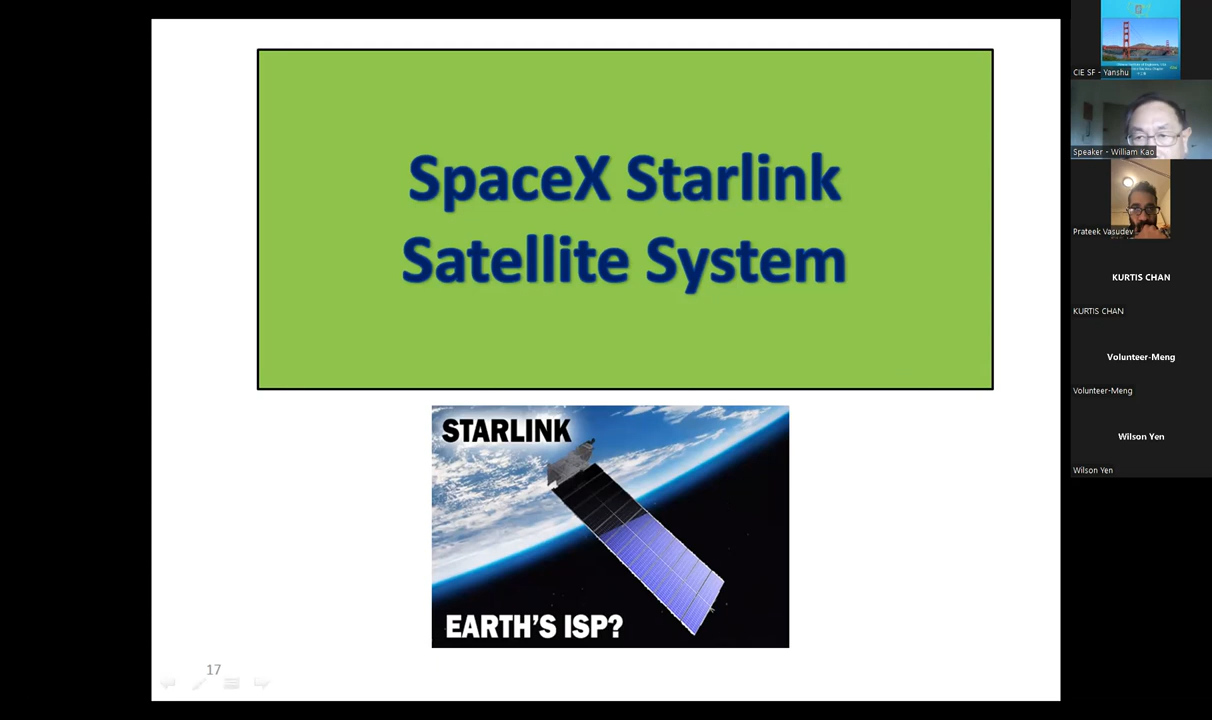 SpaceX Starlink
Satellite System
STARLINK
EARTH'S ISP?
17
CIE SF - Yanshu
Speaker - William Kao
Prateek Vasudev
KURTIS CHAN
KURTIS CHAN
Volunteer-Meng
Volunteer-Meng
Wilson Yen
Wilson Yen